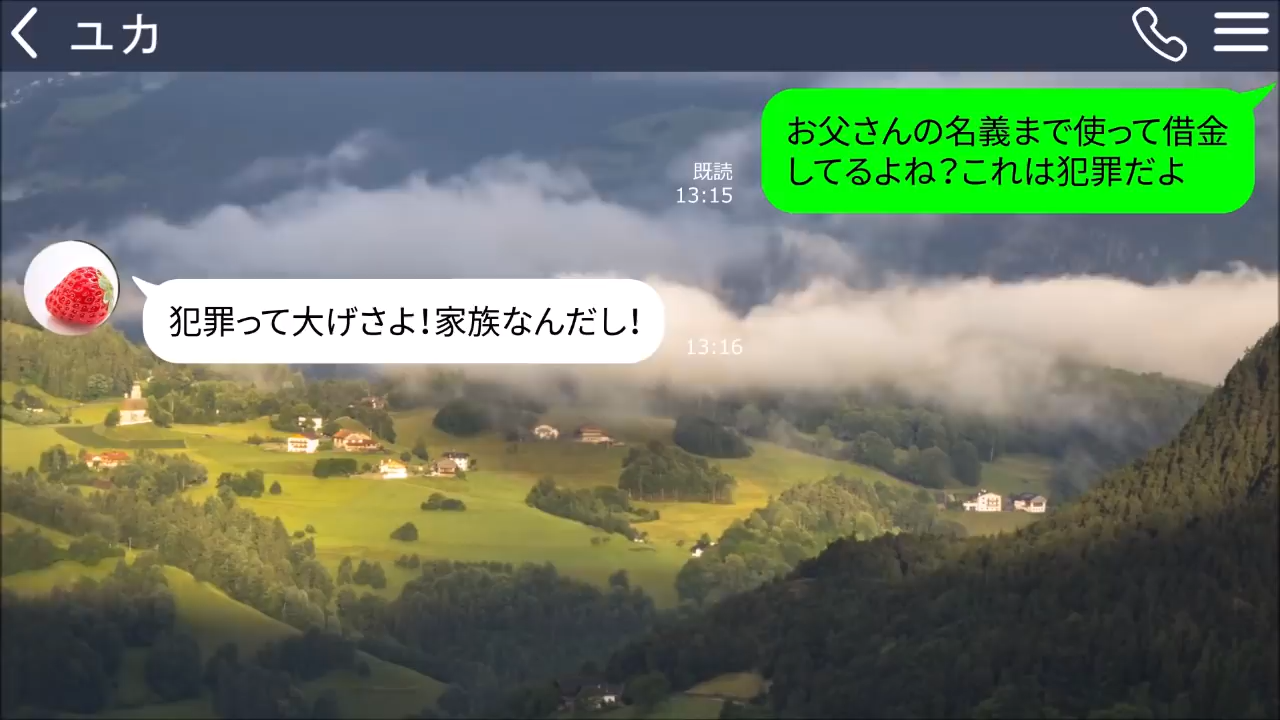 ユカ
お父さんの名義まで使って借金
してるよね？これは犯罪だよ
既読
13:15
犯罪って大げさよ！家族なんだし！
13:16